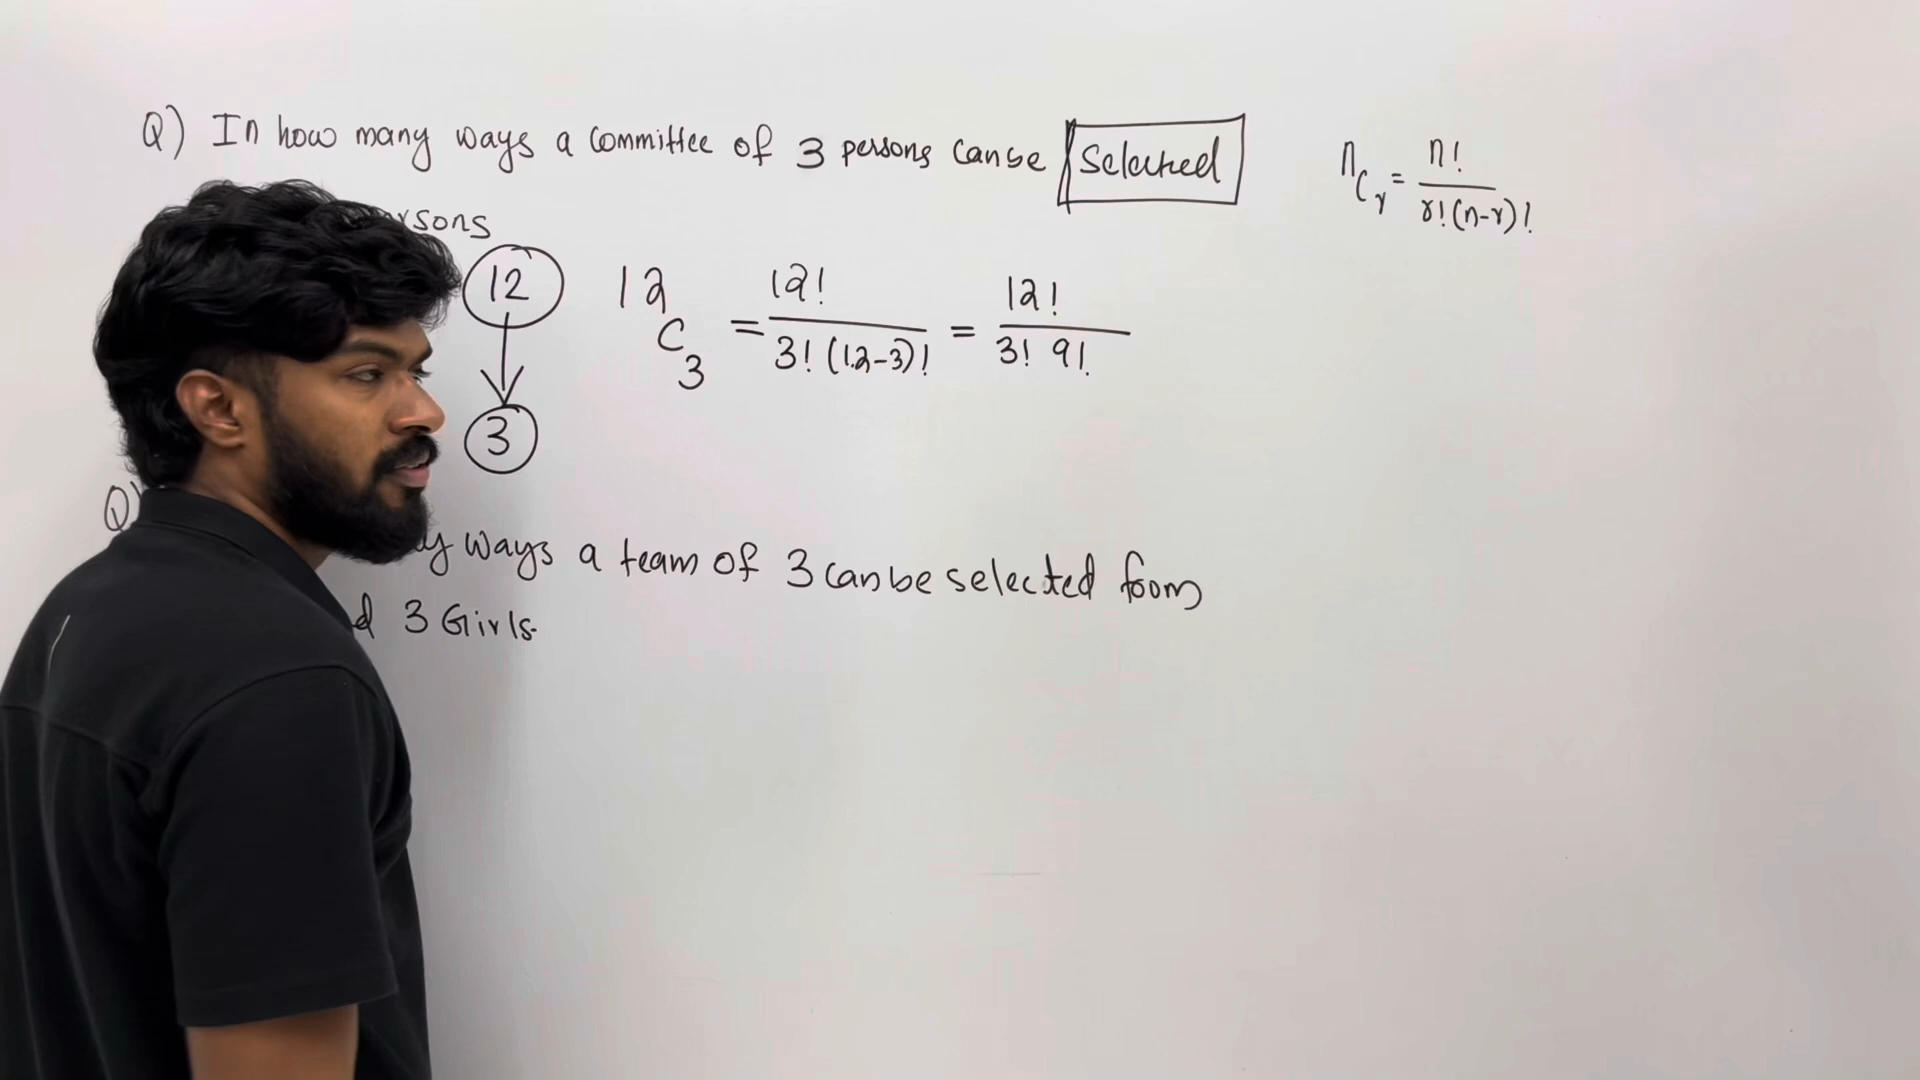 Q) In how many ways a committee of 3 persons can be Selected
nCr = n! / r!(n-r)!
12
12C3 = 12! / 3!(12-3)! = 12! / 3! 9!
3
Q)
ways a team of 3 can be selected from
3 Girls